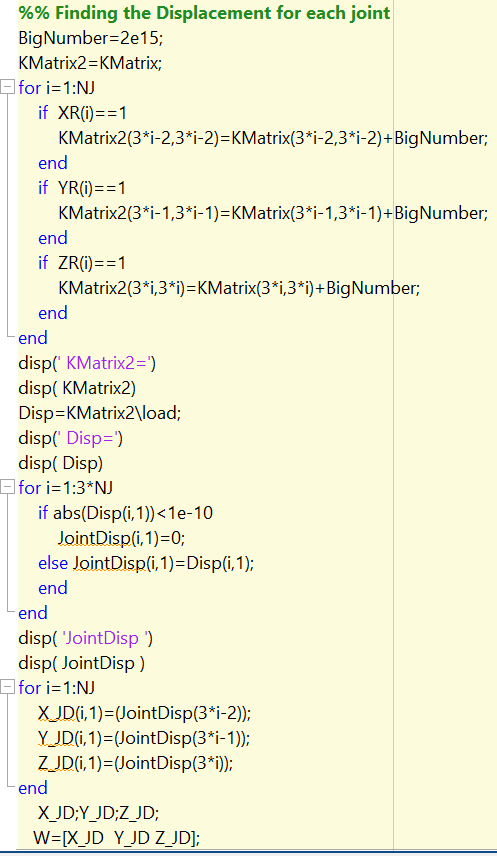 %% Finding the Displacement for each joint
BigNumber=2e15;
KMatrix2=KMatrix;
for i=1:NJ
if XR(i)==1
KMatrix2(3*i-2,3*i-2)=KMatrix(3*i-2,3*i-2)+BigNumber;
end
if YR(i)==1
KMatrix2(3*i-1,3*i-1)=KMatrix(3*i-1,3*i-1)+BigNumber;
end
if ZR(i)==1
KMatrix2(3*i,3*i)=KMatrix(3*i,3*i)+BigNumber;
end
end
disp(' KMatrix2=')
disp( KMatrix2)
Disp=KMatrix2\load;
disp(' Disp=')
disp( Disp)
for i=1:3*NJ
if abs(Disp(i,1))<1e-10
JointDisp(i,1)=0;
else JointDisp(i,1)=Disp(i,1);
end
end
disp( 'JointDisp ')
disp( JointDisp )
for i=1:NJ
X_JD(i,1)=(JointDisp(3*i-2));
Y_JD(i,1)=(JointDisp(3*i-1));
Z_JD(i,1)=(JointDisp(3*i));
end
X_JD;Y_JD;Z_JD;
W=[X_JD  Y_JD Z_JD];